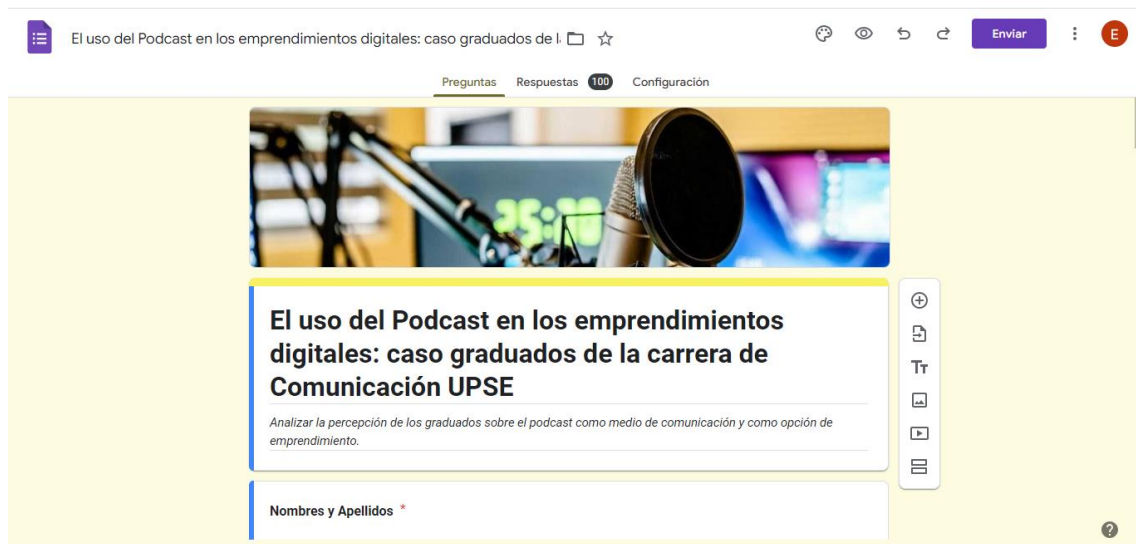 El uso del Podcast en los emprendimientos digitales: caso graduados de l
Enviar
E
Preguntas Respuestas 100 Configuración
El uso del Podcast en los emprendimientos
digitales: caso graduados de la carrera de
Comunicación UPSE
Analizar la percepción de los graduados sobre el podcast como medio de comunicación y como opción de
emprendimiento.
Tt
Nombres y Apellidos *